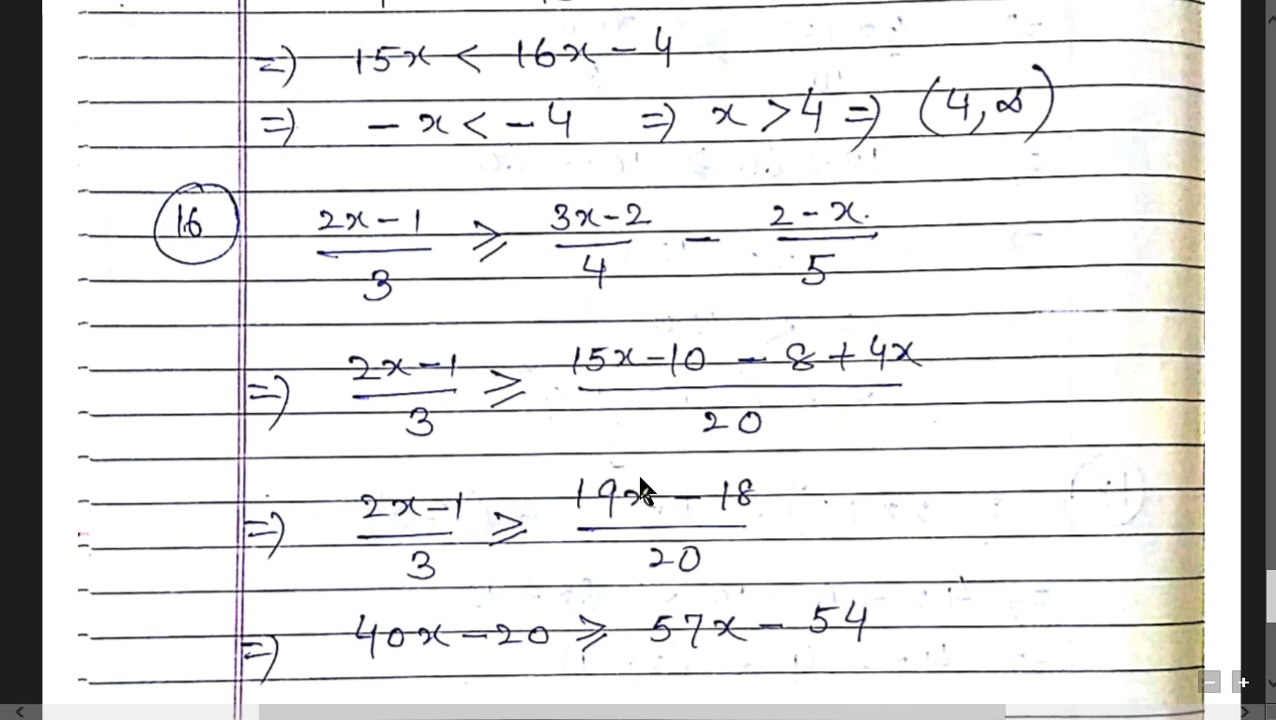 =) 15x < 16x - 4
=) - x < - 4 =) x > 4 =) (4, ∞)
16 (2x - 1)/3 ≥ (3x - 2)/4 - (2 - x)/5
=) (2x - 1)/3 ≥ (15x - 10 - 8 + 4x)/20
=) (2x - 1)/3 ≥ (19x - 18)/20
=) 40x - 20 ≥ 57x - 54